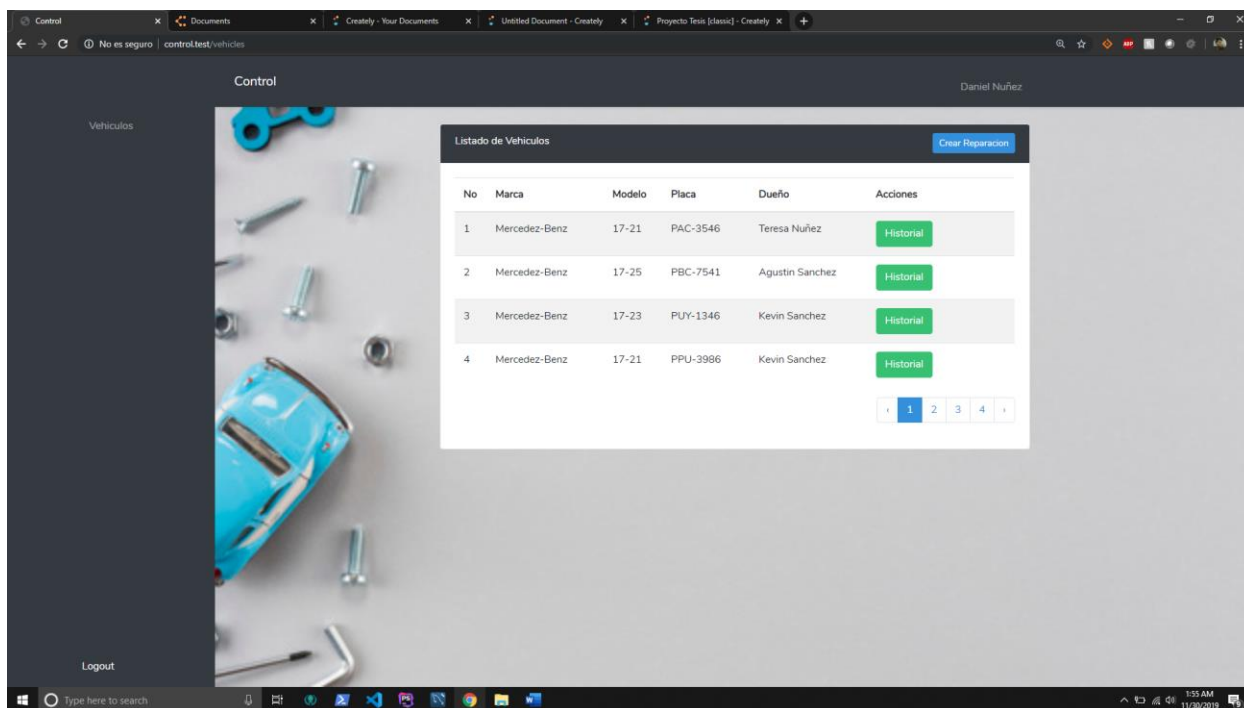 Control
Documents
Creately - Your Documents
Untitled Document - Creately
Proyecto Tesis [classic] - Creately
No es seguro | control.test/vehicles
ABP
Control
Daniel Nuñez
Vehiculos
Listado de Vehiculos
Crear Reparacion
No Marca Modelo Placa Dueño Acciones
1 Mercedez-Benz 17-21 PAC-3546 Teresa Nuñez Historial
2 Mercedez-Benz 17-25 PBC-7541 Agustin Sanchez Historial
3 Mercedez-Benz 17-23 PUY-1346 Kevin Sanchez Historial
4 Mercedez-Benz 17-21 PPU-3986 Kevin Sanchez Historial
‹ 1 2 3 4 ›
Logout
Type here to search
1:55 AM
11/30/2019